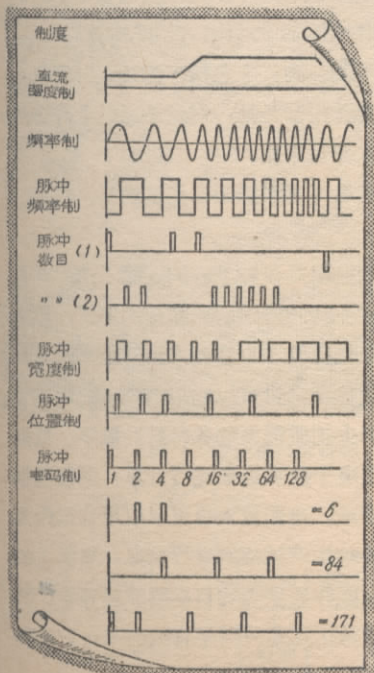 制度
直流
强度制
频率制
脉冲
频率制
脉冲
数目 (1)
〃 〃 (2)
脉冲
宽度制
脉冲
位置制
脉冲
电码制
1 2 4 8 16 32 64 128
=6
=84
=171